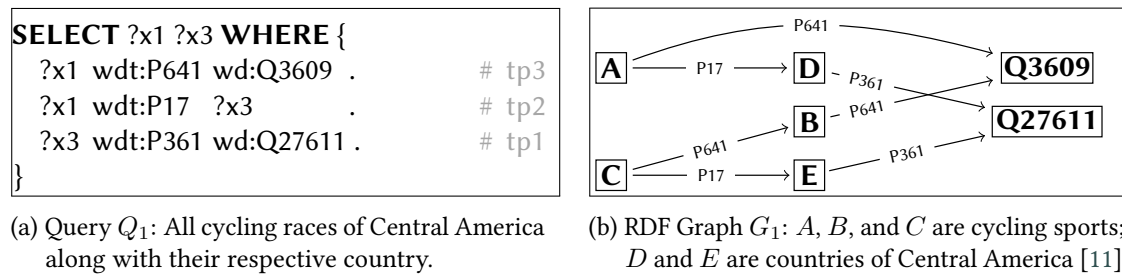 SELECT ?x1 ?x3 WHERE {
?x1 wdt:P641 wd:Q3609 . # tp3
?x1 wdt:P17 ?x3 . # tp2
?x3 wdt:P361 wd:Q27611 . # tp1
}
(a) Query Q1: All cycling races of Central America
along with their respective country.
P641
A P17 D P361 Q3609
B P641 Q27611
P641
C P17 E P361
(b) RDF Graph G1: A, B, and C are cycling sports;
D and E are countries of Central America [11]